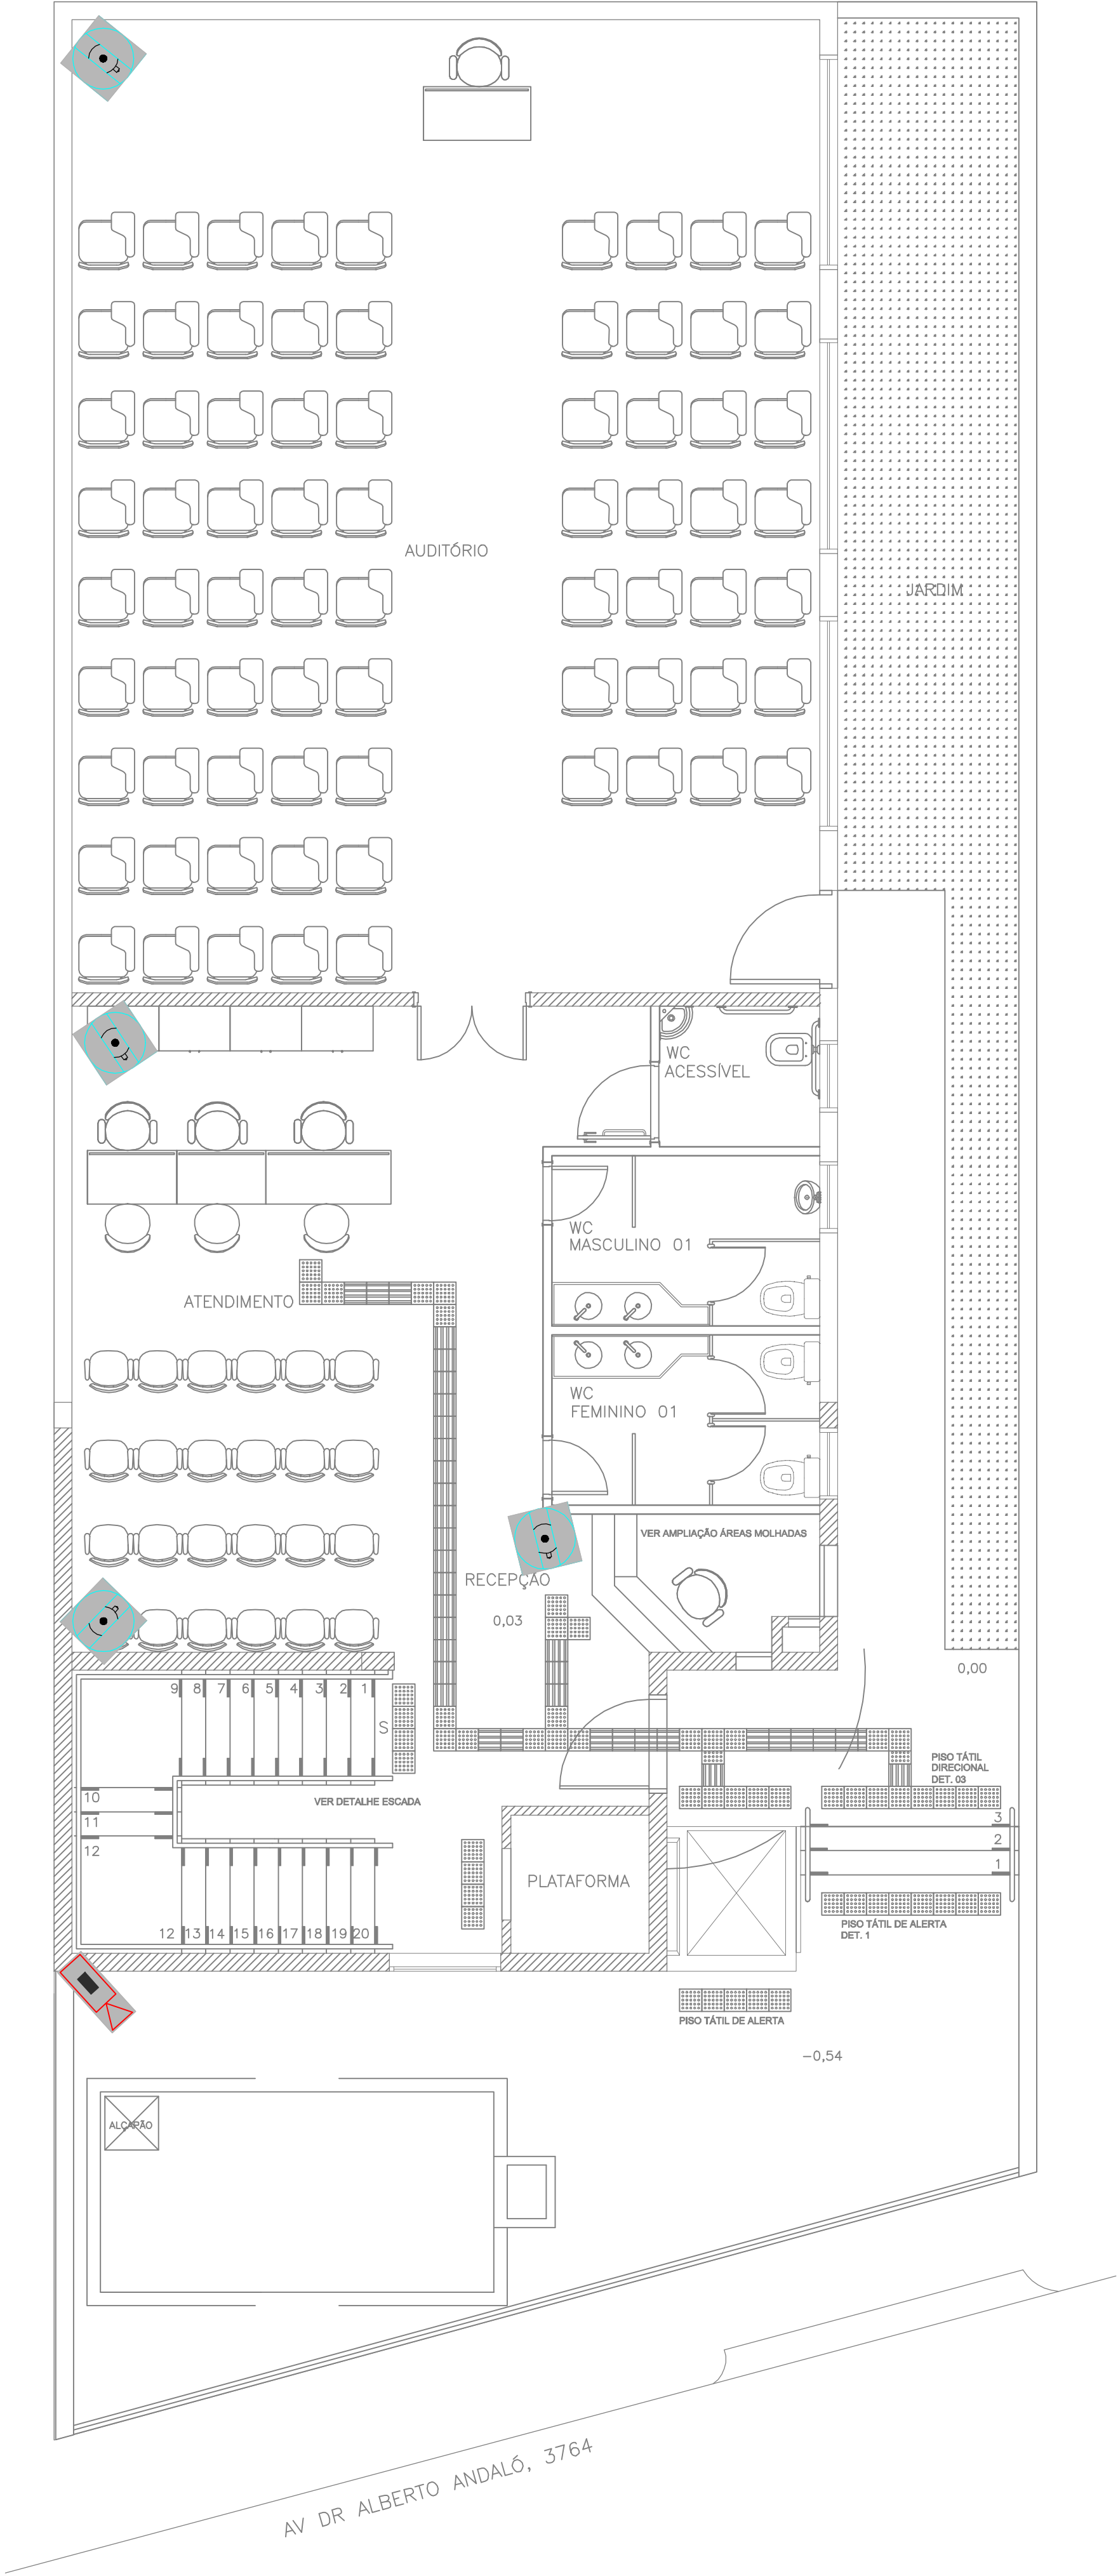 AUDITÓRIO
JARDIM
WC
ACESSÍVEL
WC
MASCULINO 01
ATENDIMENTO
WC
FEMININO 01
VER AMPLIAÇÃO ÁREAS MOLHADAS
RECEPÇÃO
0,03
0,00
9 8 7 6 5 4 3 2 1
S
PISO TÁTIL
DIRECIONAL
DET. 03
10
VER DETALHE ESCADA
11
12
3
2
1
PLATAFORMA
12 13 14 15 16 17 18 19 20
PISO TÁTIL DE ALERTA
DET. 1
PISO TÁTIL DE ALERTA
-0,54
ALÇAPÃO
AV DR ALBERTO ANDALÓ, 3764